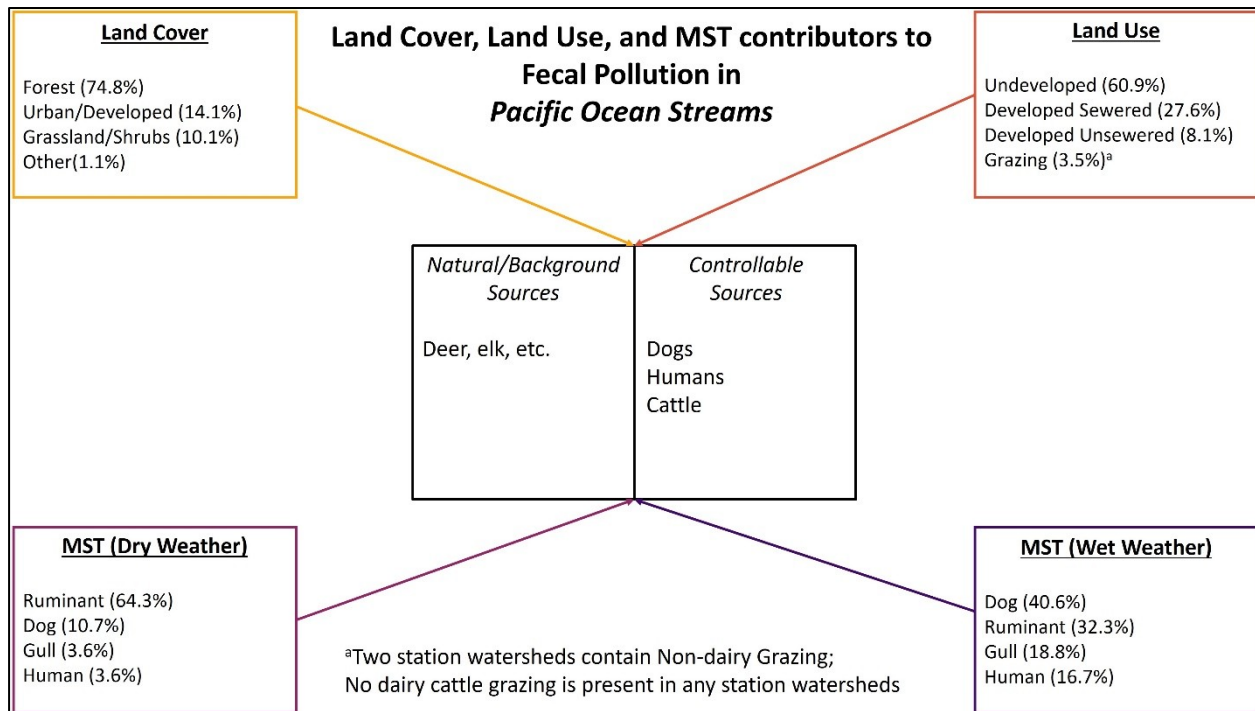 Land Cover, Land Use, and MST contributors to
Fecal Pollution in
Pacific Ocean Streams
Land Cover
Forest (74.8%)
Urban/Developed (14.1%)
Grassland/Shrubs (10.1%)
Other(1.1%)
Land Use
Undeveloped (60.9%)
Developed Sewered (27.6%)
Developed Unsewered (8.1%)
Grazing (3.5%)ᵃ
Natural/Background
Sources
Deer, elk, etc.
Controllable
Sources
Dogs
Humans
Cattle
MST (Dry Weather)
Ruminant (64.3%)
Dog (10.7%)
Gull (3.6%)
Human (3.6%)
ᵃTwo station watersheds contain Non-dairy Grazing;
No dairy cattle grazing is present in any station watersheds
MST (Wet Weather)
Dog (40.6%)
Ruminant (32.3%)
Gull (18.8%)
Human (16.7%)